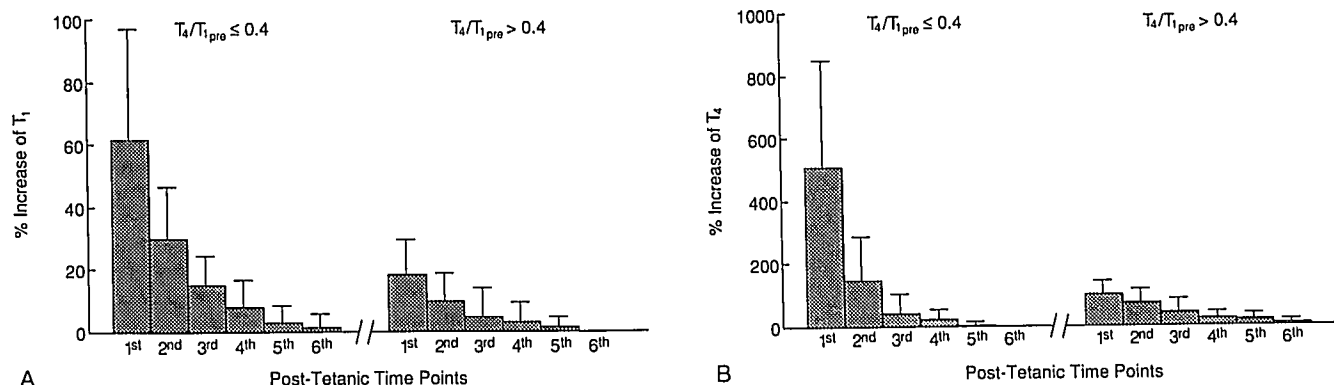 100
80
60
40
20
0
% Increase of T1
T4/T1pre ≤ 0.4
T4/T1pre > 0.4
1st 2nd 3rd 4th 5th 6th 1st 2nd 3rd 4th 5th 6th
A
Post-Tetanic Time Points
1000
800
600
400
200
0
% Increase of T4
T4/T1pre ≤ 0.4
T4/T1pre > 0.4
1st 2nd 3rd 4th 5th 6th 1st 2nd 3rd 4th 5th 6th
B
Post-Tetanic Time Points